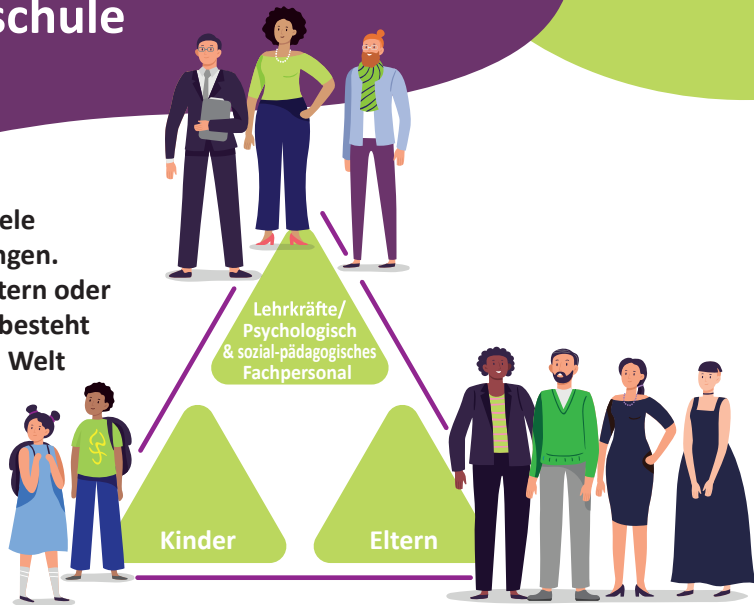 schule
ele
ngen.
tern oder
besteht
Welt
Lehrkräfte/
Psychologisch
& sozial-pädagogisches
Fachpersonal
Kinder
Eltern